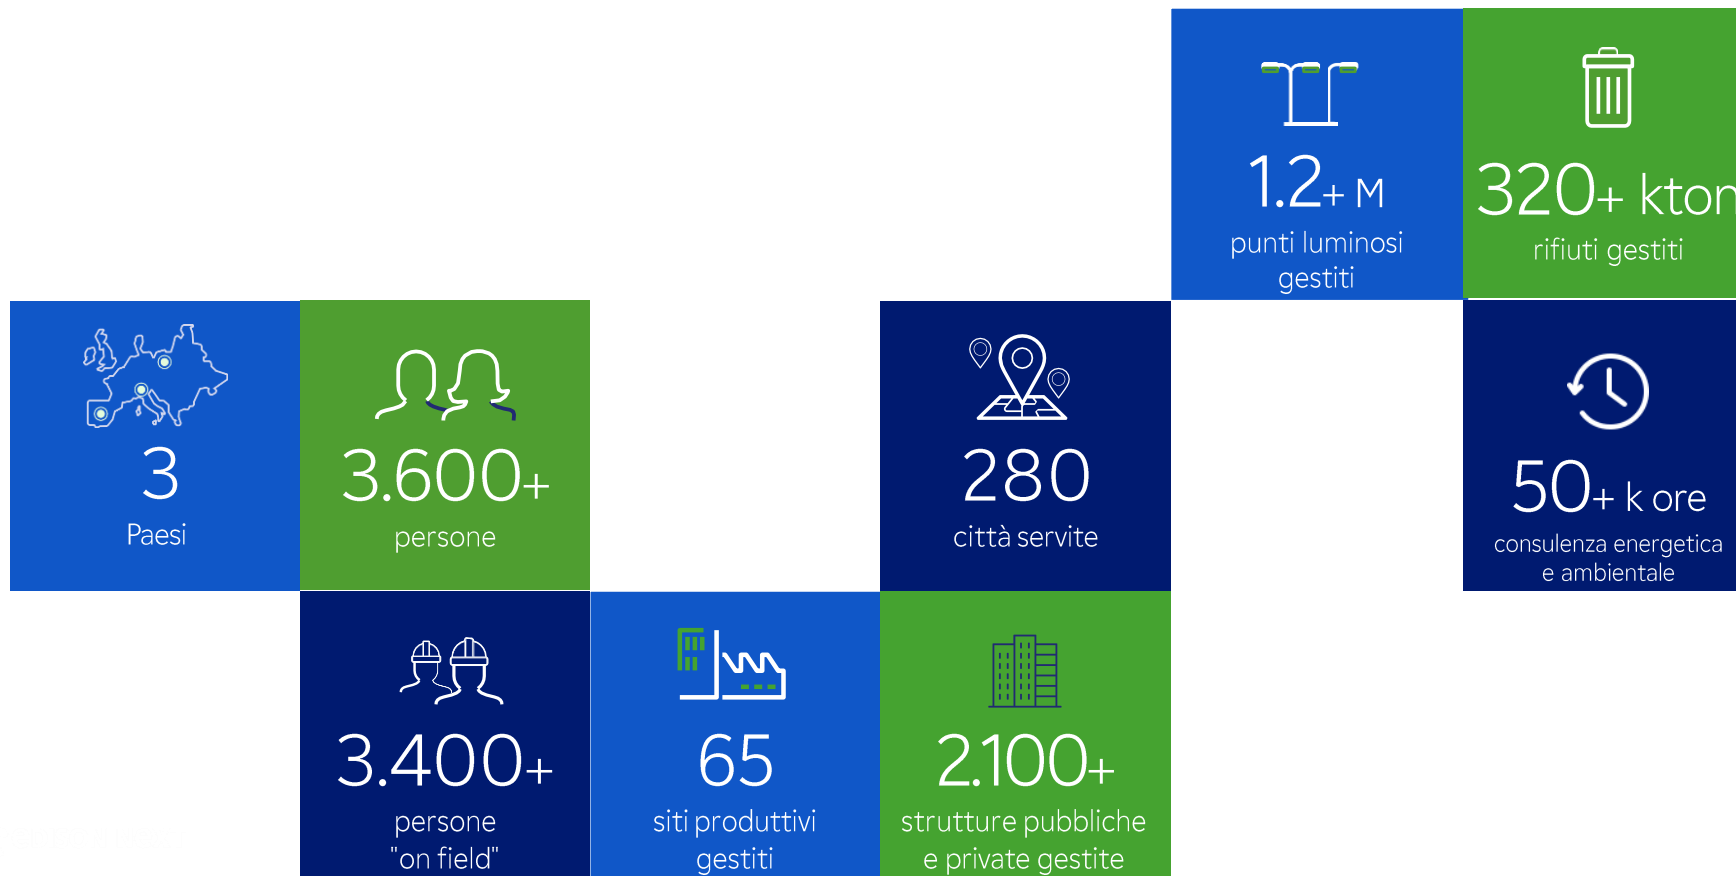 1.2+ M
punti luminosi
gestiti
320+ kton
rifiuti gestiti
3
Paesi
3.600+
persone
280
città servite
50+ k ore
consulenza energetica
e ambientale
3.400+
persone
"on field"
65
siti produttivi
gestiti
2.100+
strutture pubbliche
e private gestite